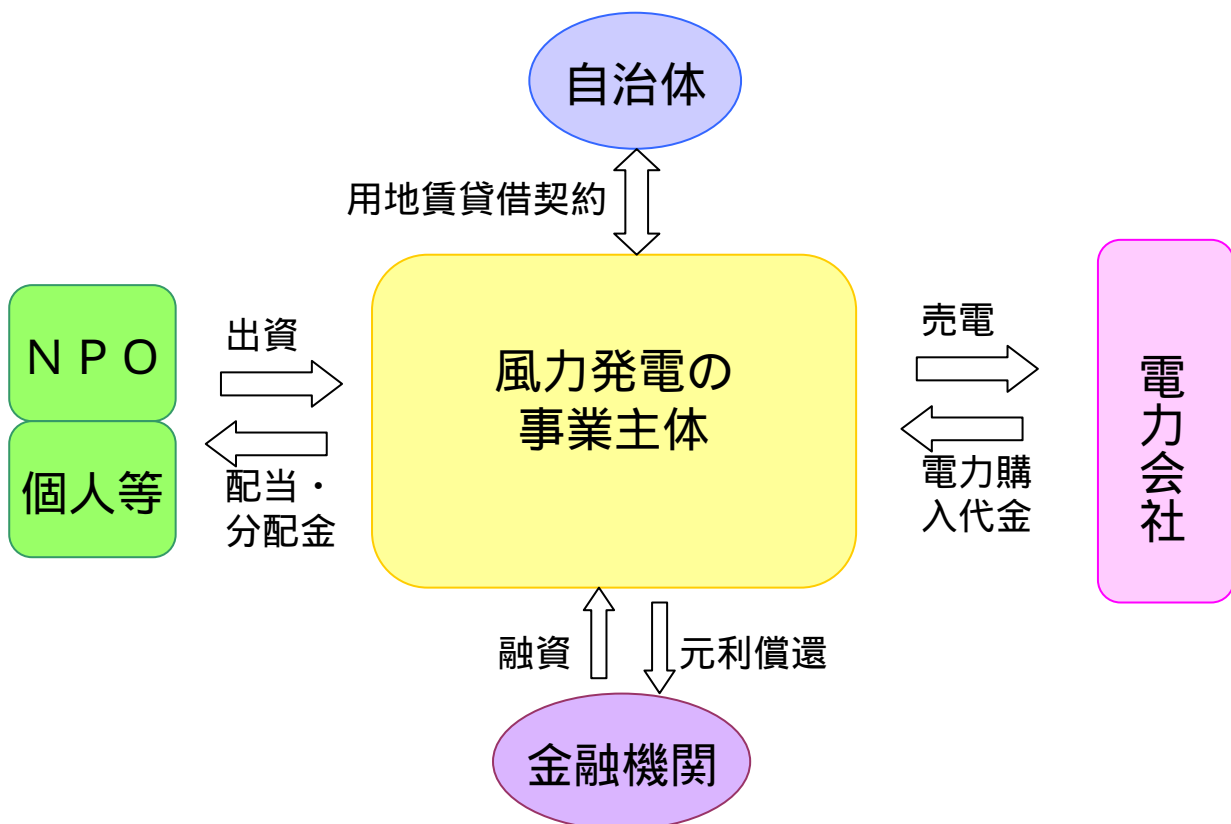 自治体
用地賃貸借契約
ＮＰＯ
個人等
出資
配当・
分配金
風力発電の
事業主体
売電
電力購
入代金
電力会社
融資
元利償還
金融機関